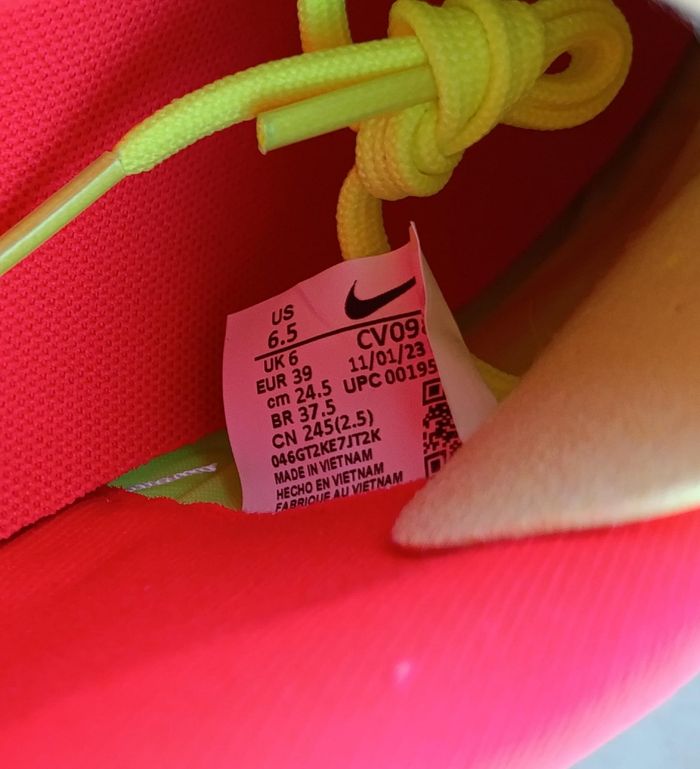 US
6.5
UK 6
EUR 39
cm 24.5
BR 37.5
CN 245(2.5)
046GT2KE7JT2K
MADE IN VIETNAM
HECHO EN VIETNAM
FABRIQUE AU VIETNAM
CV09
11/01/23
UPC 00195